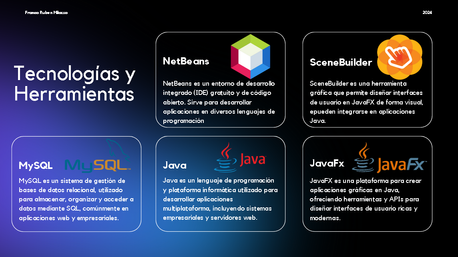 Franco Ruben Milacao
2024
Tecnologías y
Herramientas
NetBeans
NetBeans es un entorno de desarrollo
integrado (IDE) gratuito y de código
abierto. Sirve para desarrollar
aplicaciones en diversos lenguajes de
programación
SceneBuilder
SceneBuilder es una herramienta
gráfica que permite diseñar interfaces
de usuario en JavaFX de forma visual,
epueden integrarse en aplicaciones
Java.
MySQL
MySQL
MySQL es un sistema de gestión de
bases de datos relacional, utilizado
para almacenar, organizar y acceder a
datos mediante SQL, comúnmente en
aplicaciones web y empresariales.
Java
Java
Java es un lenguaje de programación
y plataforma informática utilizado para
desarrollar aplicaciones
multiplataforma, incluyendo sistemas
empresariales y servidores web.
JavaFx
JavaFX
JavaFX es una plataforma para crear
aplicaciones gráficas en Java,
ofreciendo herramientas y APIs para
diseñar interfaces de usuario ricas y
modernas.